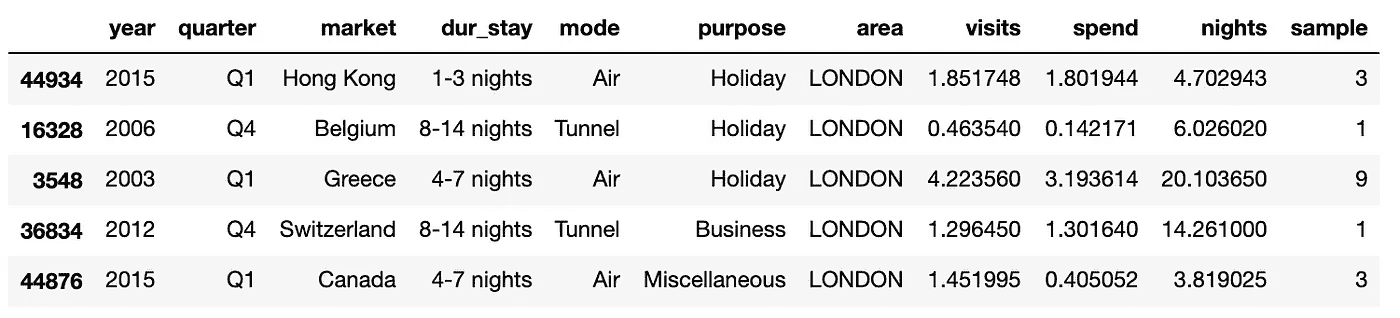 year quarter market dur_stay mode purpose area visits spend nights sample
44934 2015 Q1 Hong Kong 1-3 nights Air Holiday LONDON 1.851748 1.801944 4.702943 3
16328 2006 Q4 Belgium 8-14 nights Tunnel Holiday LONDON 0.463540 0.142171 6.026020 1
3548 2003 Q1 Greece 4-7 nights Air Holiday LONDON 4.223560 3.193614 20.103650 9
36834 2012 Q4 Switzerland 8-14 nights Tunnel Business LONDON 1.296450 1.301640 14.261000 1
44876 2015 Q1 Canada 4-7 nights Air Miscellaneous LONDON 1.451995 0.405052 3.819025 3